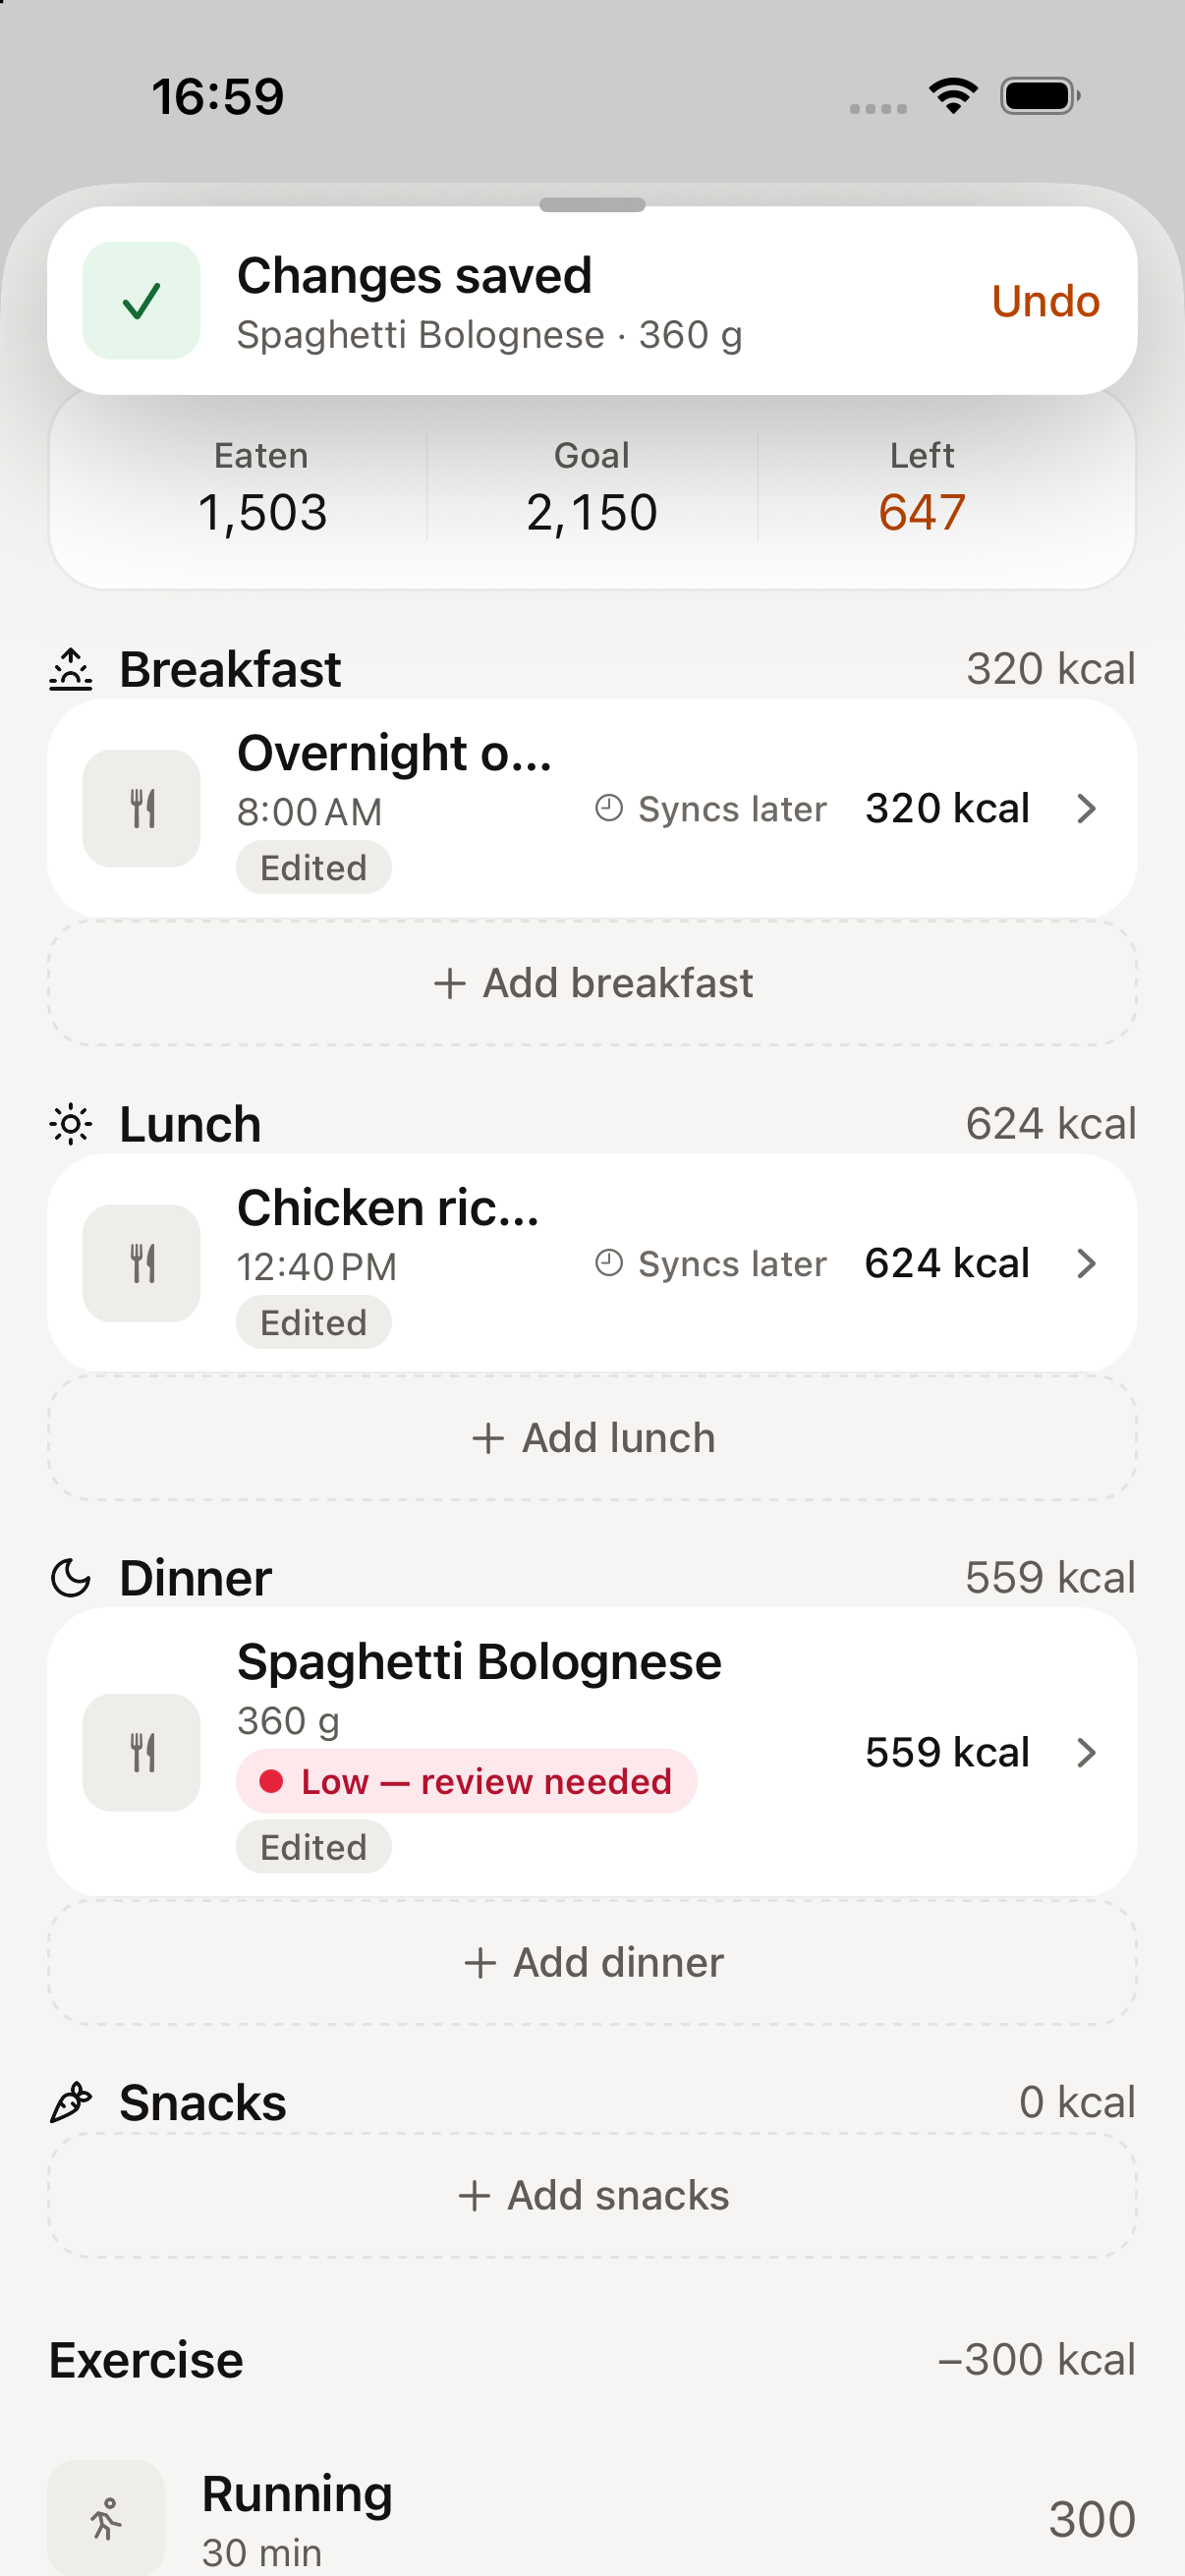 16:59
Changes saved
Spaghetti Bolognese · 360 g
Undo
Eaten
1,503
Goal
2,150
Left
647
Breakfast
320 kcal
Overnight o...
8:00 AM
Edited
Syncs later
320 kcal
+ Add breakfast
Lunch
624 kcal
Chicken ric...
12:40 PM
Edited
Syncs later
624 kcal
+ Add lunch
Dinner
559 kcal
Spaghetti Bolognese
360 g
Low — review needed
Edited
559 kcal
+ Add dinner
Snacks
0 kcal
+ Add snacks
Exercise
–300 kcal
Running
30 min
300